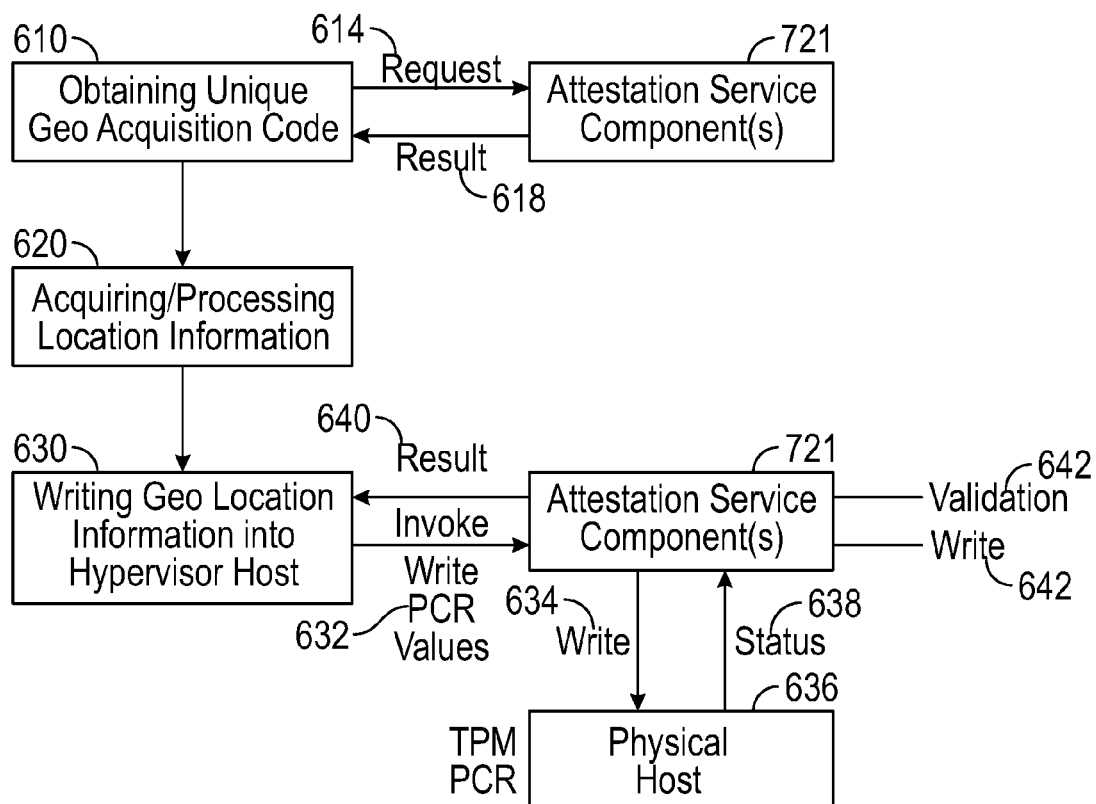 610
614
721
Request
Obtaining Unique
Geo Acquisition Code
Attestation Service
Component(s)
Result
618
620
Acquiring/Processing
Location Information
640
630
Result
721
642
Writing Geo Location
Information into
Hypervisor Host
Invoke
Attestation Service
Component(s)
Validation
Write
642
Write
PCR
Values
632
634
Write
638
Status
636
TPM
PCR
Physical
Host